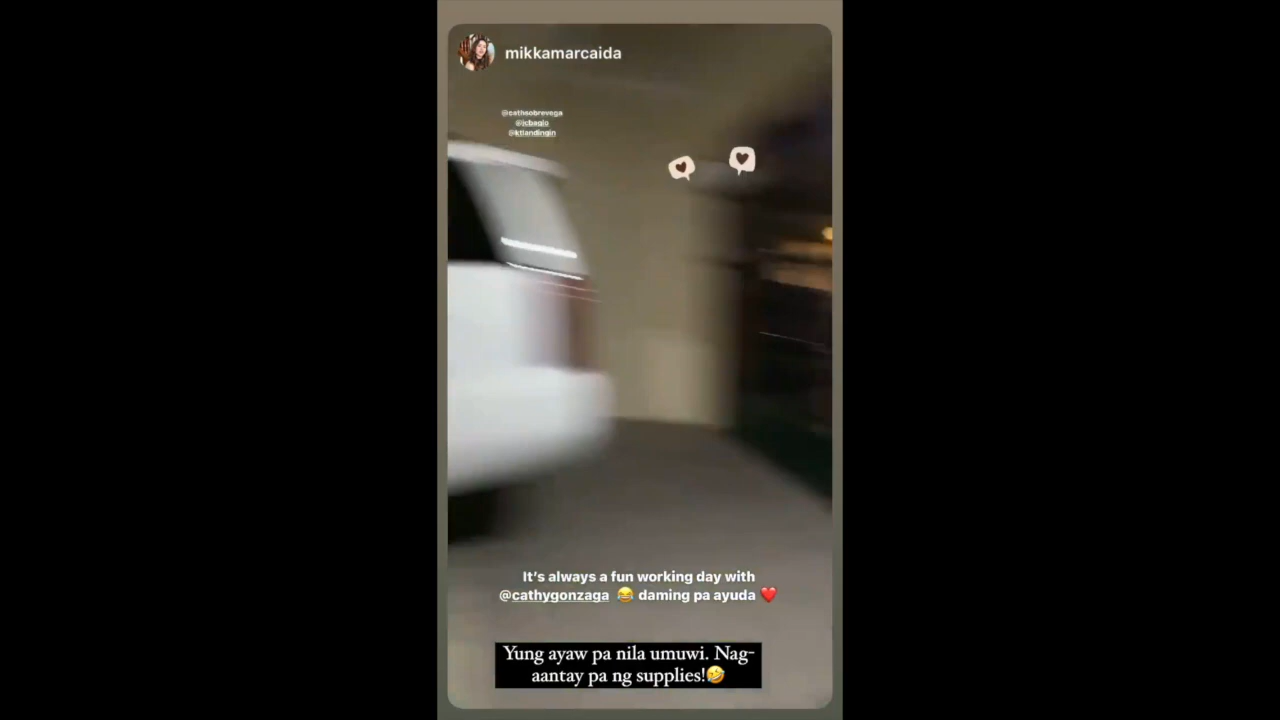 mikkamarcaida
@cathsobrevega
@jcbaglo
@ktlandingin
It's always a fun working day with
@cathygonzaga 😂 daming pa ayuda ❤️
Yung ayaw pa nila umuwi. Nag-
aantay pa ng supplies!🤣